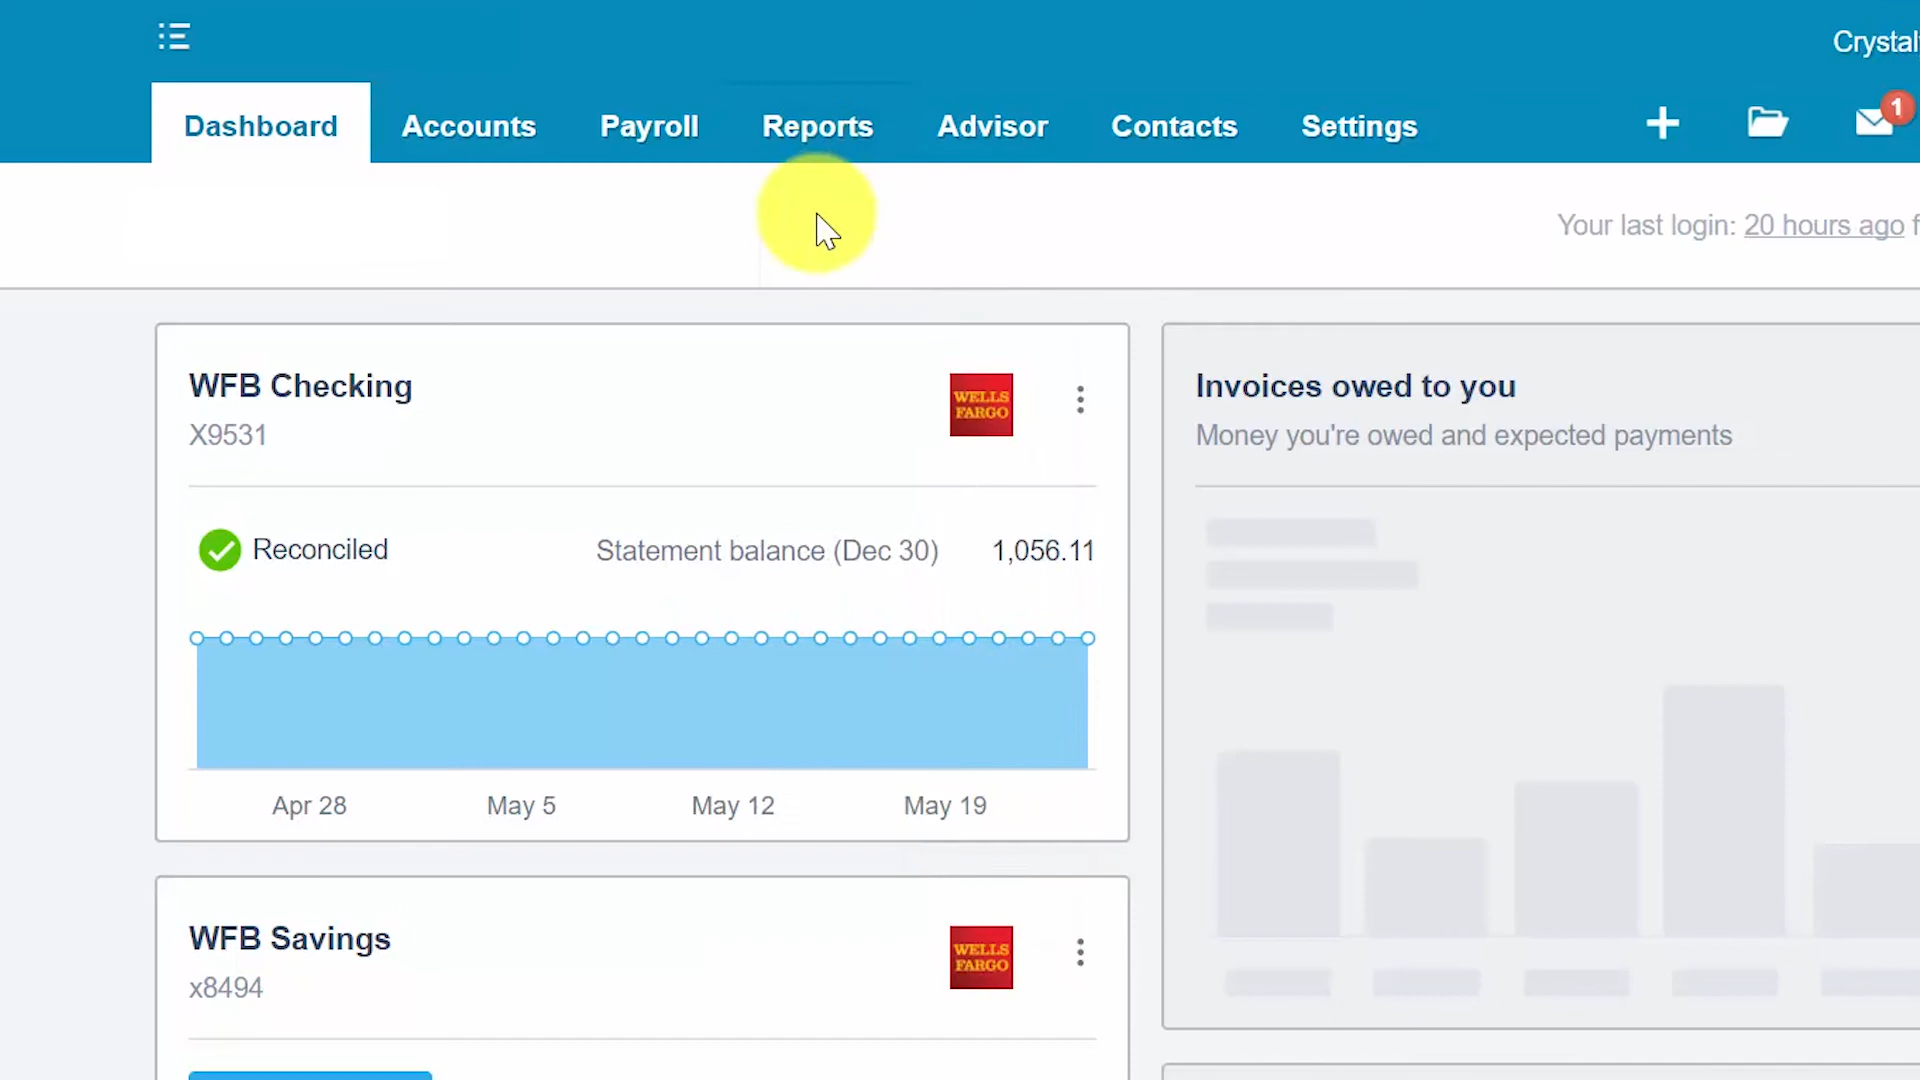 Crystal
Dashboard
Accounts
Payroll
Reports
Advisor
Contacts
Settings
1
Your last login: 20 hours ago f
WFB Checking
X9531
WELLS
FARGO
Reconciled
Statement balance (Dec 30)
1,056.11
Apr 28
May 5
May 12
May 19
Invoices owed to you
Money you're owed and expected payments
WFB Savings
x8494
WELLS
FARGO